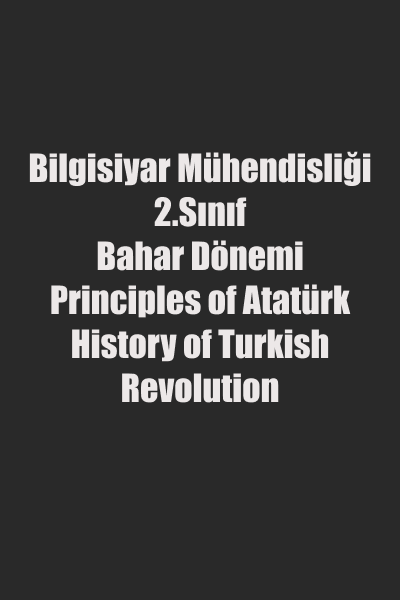 Bilgisiyar Mühendisliği
2.Sınıf
Bahar Dönemi
Principles of Atatürk
History of Turkish
Revolution